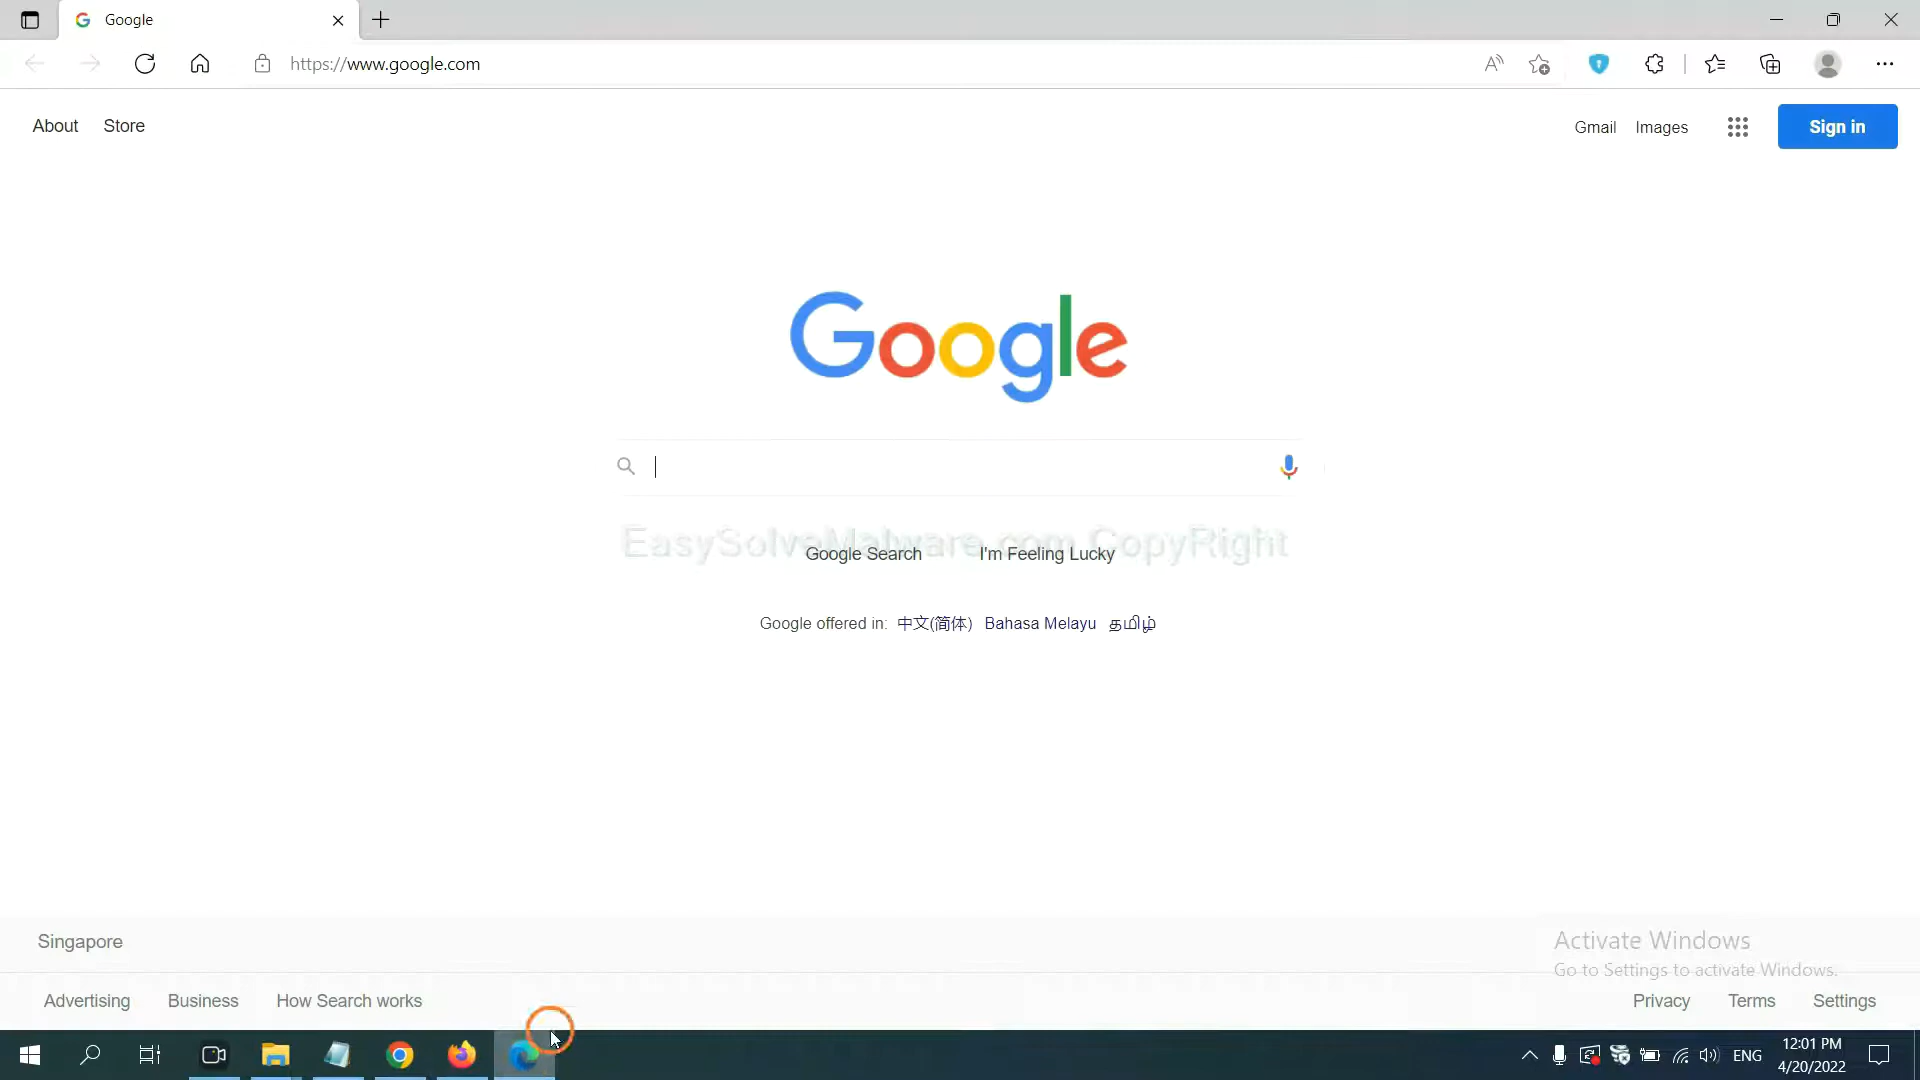 Google
https://www.google.com
About Store
Gmail Images Sign in
Google
EasySolveMalware.com CopyRight
Google Search I'm Feeling Lucky
Google offered in: 中文(简体) Bahasa Melayu தமிழ்
Singapore
Activate Windows
Go to Settings to activate Windows.
Advertising Business How Search works
Privacy Terms Settings
ENG
12:01 PM
4/20/2022